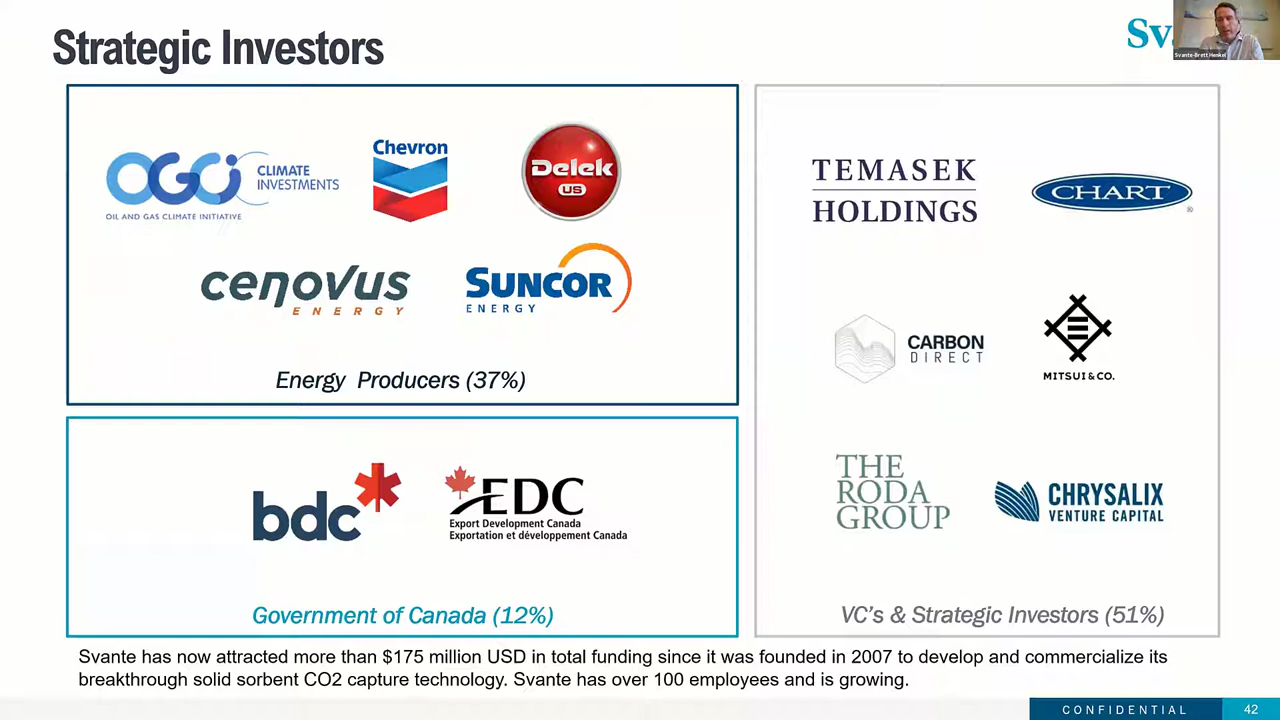 Strategic Investors
Sv
Svante-Brett Henkel
OGCI
CLIMATE
INVESTMENTS
OIL AND GAS CLIMATE INITIATIVE
Chevron
Delek
US
cenovus
ENERGY
SUNCOR
ENERGY
Energy Producers (37%)
bdc
EDC
Export Development Canada
Exportation et développement Canada
Government of Canada (12%)
TEMASEK
HOLDINGS
CHART
®
CARBON
DIRECT
MITSUI & CO.
THE
RODA
GROUP
CHRYSALIX
VENTURE CAPITAL
VC's & Strategic Investors (51%)
Svante has now attracted more than $175 million USD in total funding since it was founded in 2007 to develop and commercialize its
breakthrough solid sorbent CO2 capture technology. Svante has over 100 employees and is growing.
CONFIDENTIAL
42